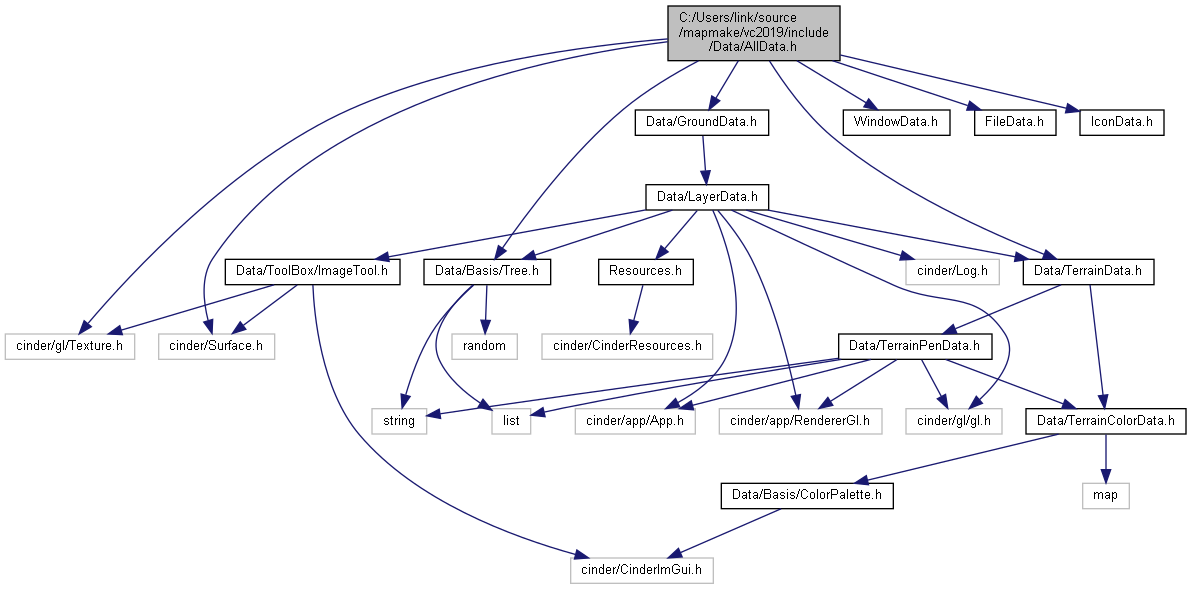 C:/Users/link/source
/mapmake/vc2019/include
/Data/AllData.h
Data/GroundData.h
WindowData.h
FileData.h
IconData.h
Data/LayerData.h
Data/ToolBox/ImageTool.h
Data/Basis/Tree.h
Resources.h
cinder/Log.h
Data/TerrainData.h
cinder/gl/Texture.h
cinder/Surface.h
random
cinder/CinderResources.h
Data/TerrainPenData.h
string
list
cinder/app/App.h
cinder/app/RendererGl.h
cinder/gl/gl.h
Data/TerrainColorData.h
Data/Basis/ColorPalette.h
map
cinder/CinderImGui.h